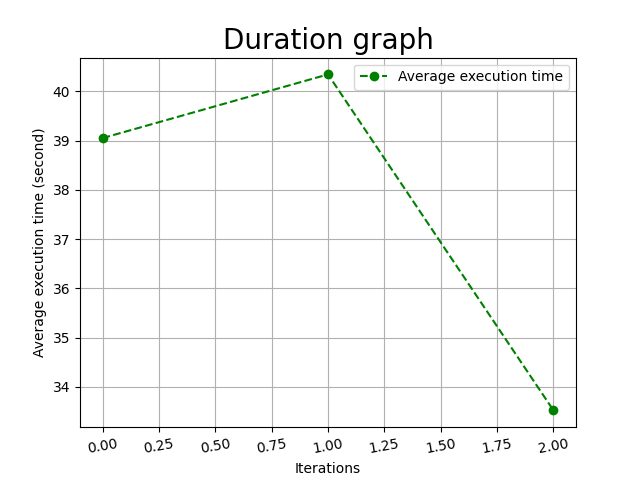 Duration graph
Average execution time
40
39
38
37
36
35
34
Average execution time (second)
0.00 0.25 0.50 0.75 1.00 1.25 1.50 1.75 2.00
Iterations